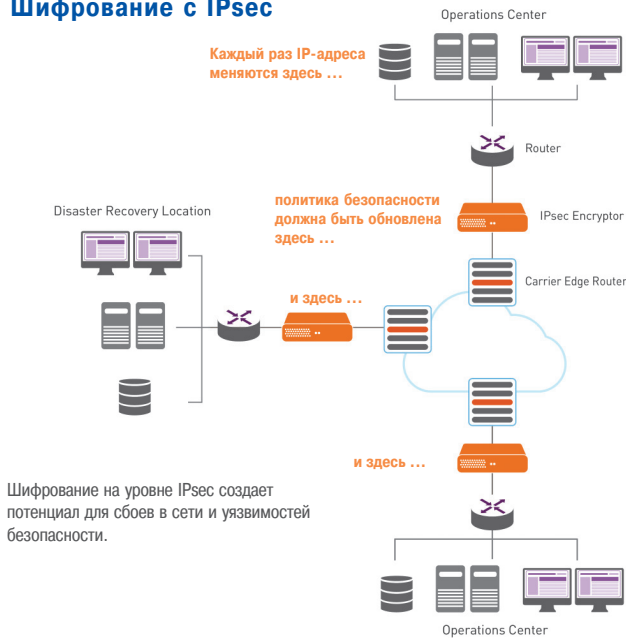 Шифрование с IPsec
Operations Center
Каждый раз IP-адреса
меняются здесь ...
Router
Disaster Recovery Location
политика безопасности
должна быть обновлена
здесь ...
IPsec Encryptor
Carrier Edge Router
и здесь ...
и здесь ...
Шифрование на уровне IPsec создает
потенциал для сбоев в сети и уязвимостей
безопасности.
Operations Center